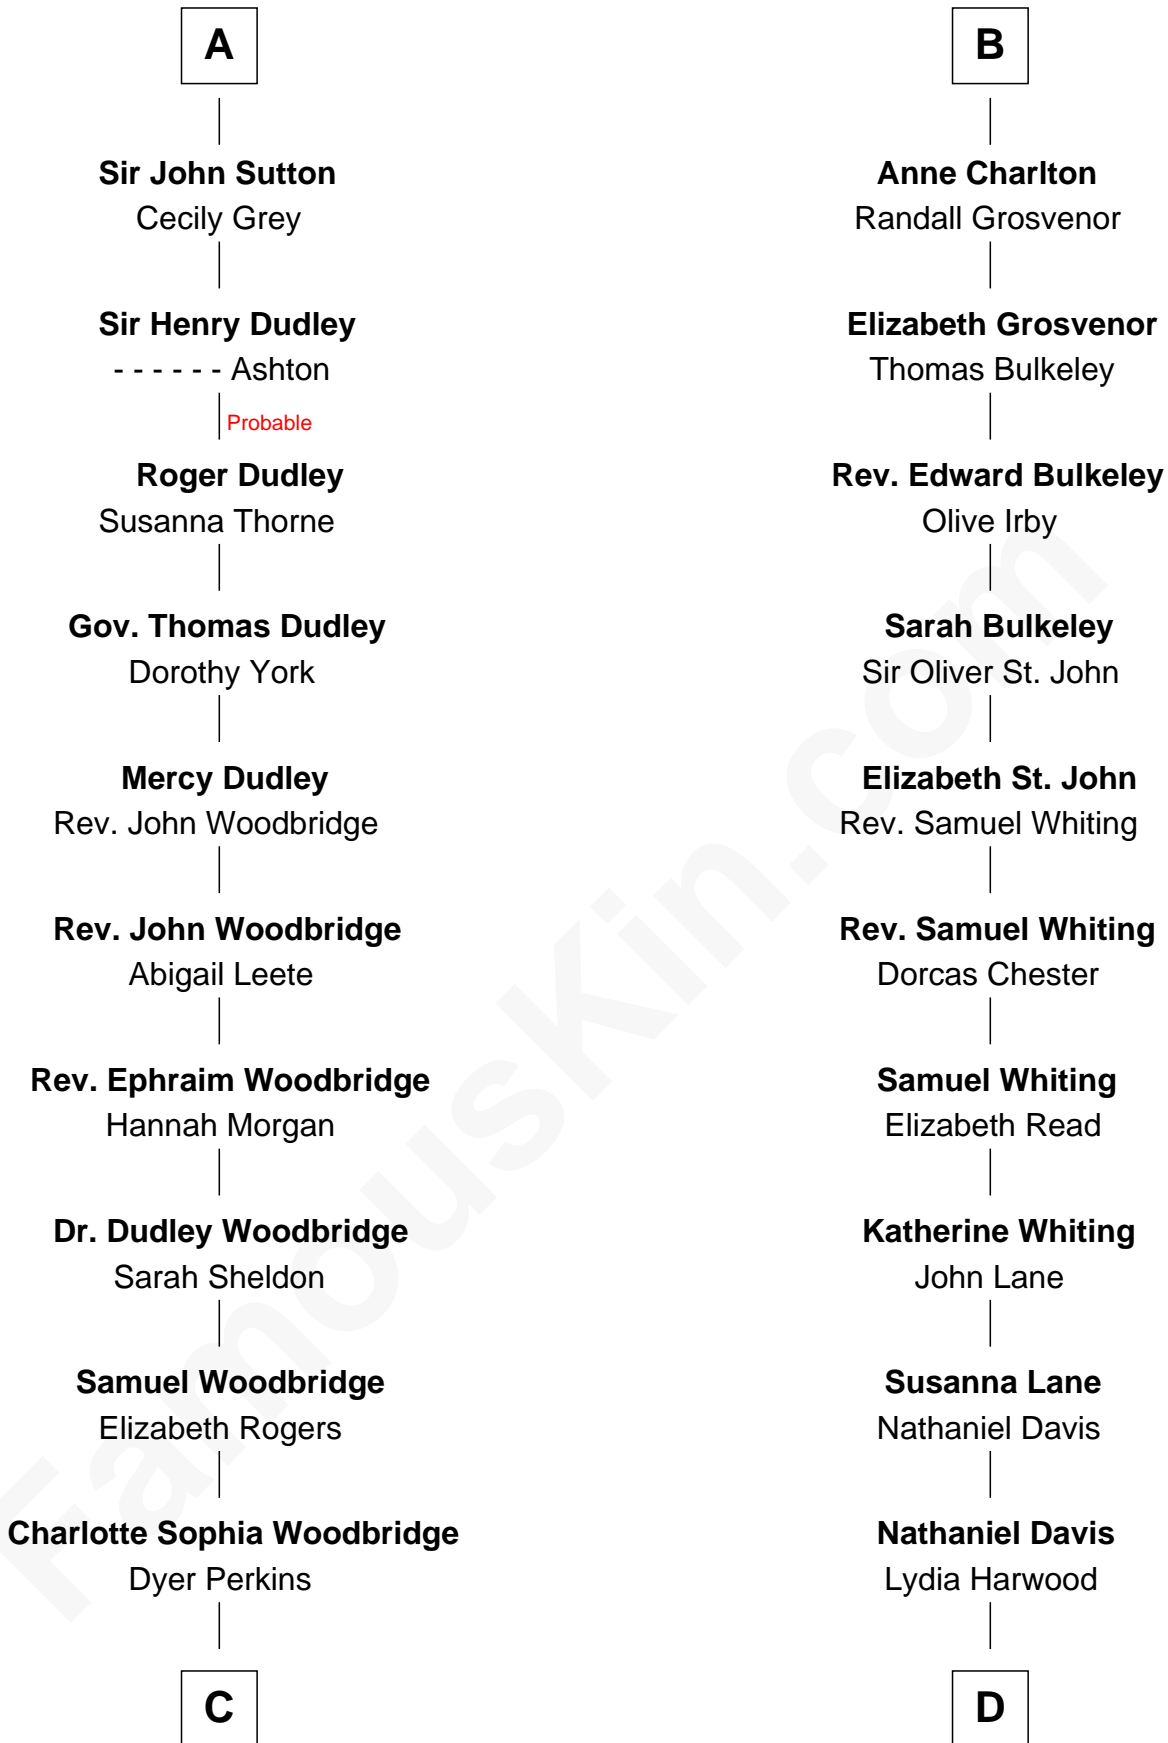 A
Sir John Sutton
Cecily Grey
Sir Henry Dudley
- - - - - - Ashton
Probable
Roger Dudley
Susanna Thorne
Gov. Thomas Dudley
Dorothy York
Mercy Dudley
Rev. John Woodbridge
Rev. John Woodbridge
Abigail Leete
Rev. Ephraim Woodbridge
Hannah Morgan
Dr. Dudley Woodbridge
Sarah Sheldon
Samuel Woodbridge
Elizabeth Rogers
Charlotte Sophia Woodbridge
Dyer Perkins
C
B
Anne Charlton
Randall Grosvenor
Elizabeth Grosvenor
Thomas Bulkeley
Rev. Edward Bulkeley
Olive Irby
Sarah Bulkeley
Sir Oliver St. John
Elizabeth St. John
Rev. Samuel Whiting
Rev. Samuel Whiting
Dorcas Chester
Samuel Whiting
Elizabeth Read
Katherine Whiting
John Lane
Susanna Lane
Nathaniel Davis
Nathaniel Davis
Lydia Harwood
D
FamousKin.com